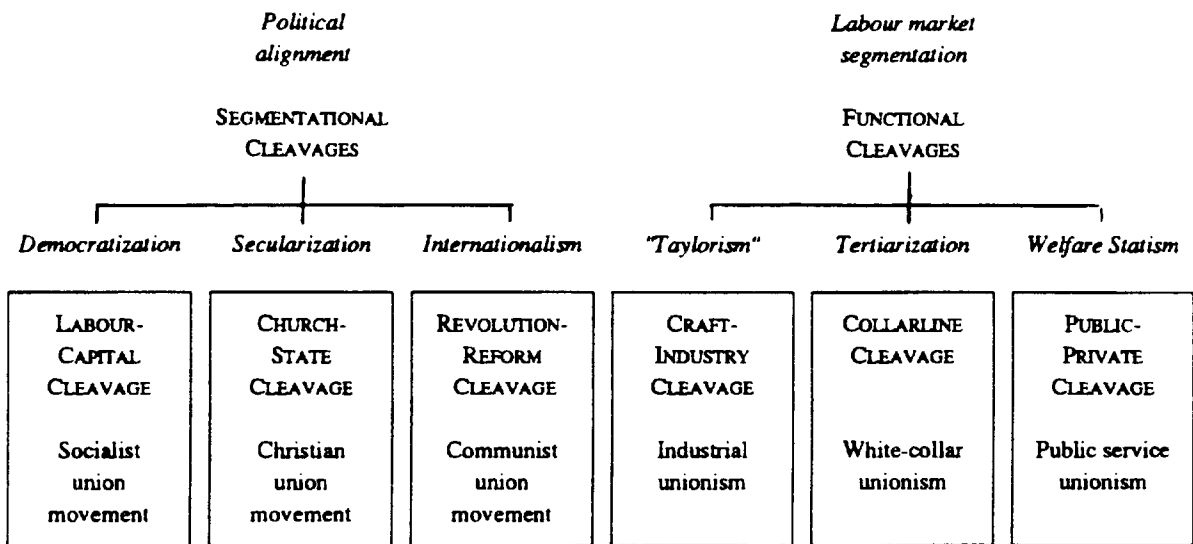 Political
alignment
SEGMENTATIONAL
CLEAVAGES
Democratization
Secularization
Internationalism
LABOUR-
CAPITAL
CLEAVAGE
Socialist
union
movement
CHURCH-
STATE
CLEAVAGE
Christian
union
movement
REVOLUTION-
REFORM
CLEAVAGE
Communist
union
movement
Labour market
segmentation
FUNCTIONAL
CLEAVAGES
"Taylorism"
Tertiarization
Welfare Statism
CRAFT-
INDUSTRY
CLEAVAGE
Industrial
unionism
COLLARLINE
CLEAVAGE
White-collar
unionism
PUBLIC-
PRIVATE
CLEAVAGE
Public service
unionism